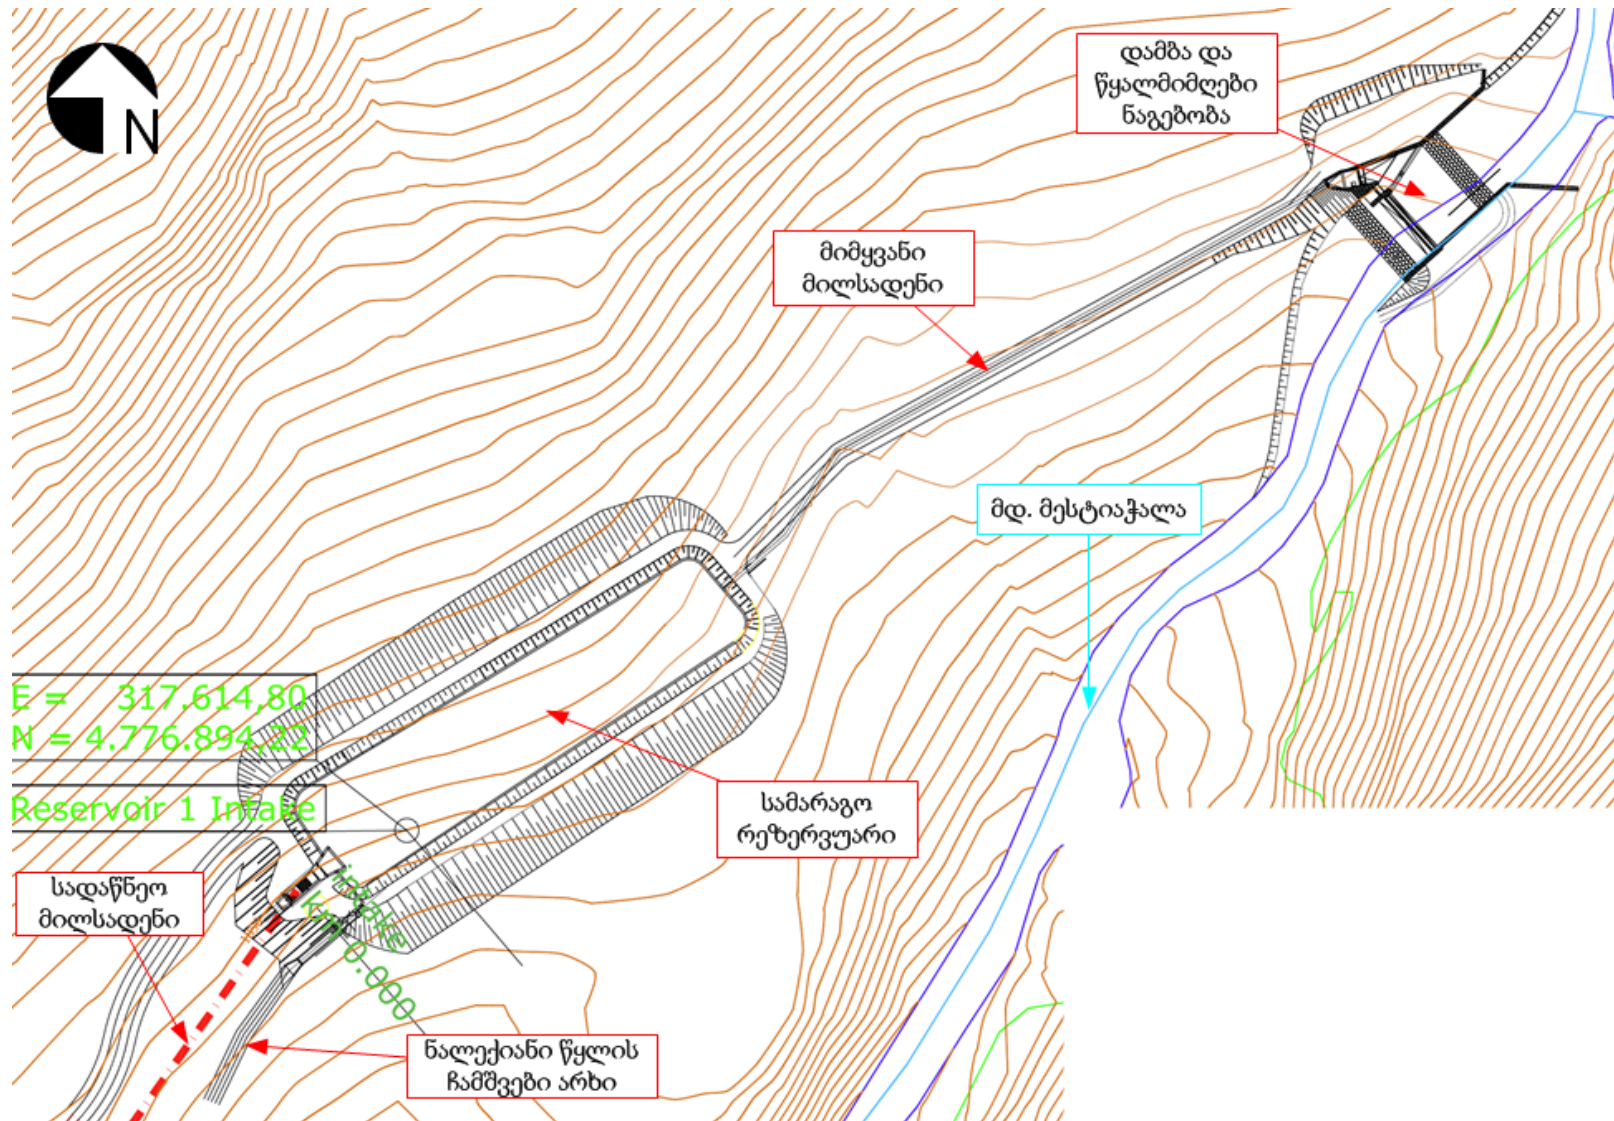 დამბა და
წყალმიმღები
ნაგებობა
N
მიმყვანი
მილსადენი
მდ. მესტიაჭალა
E = 317.614,80
N = 4.776.894,22
Reservoir 1 Intake
სამარაგო
რეზერვუარი
სადაწნეო
მილსადენი
intake
km 0.000
ნალექიანი წყლის
ჩამშვები არხი